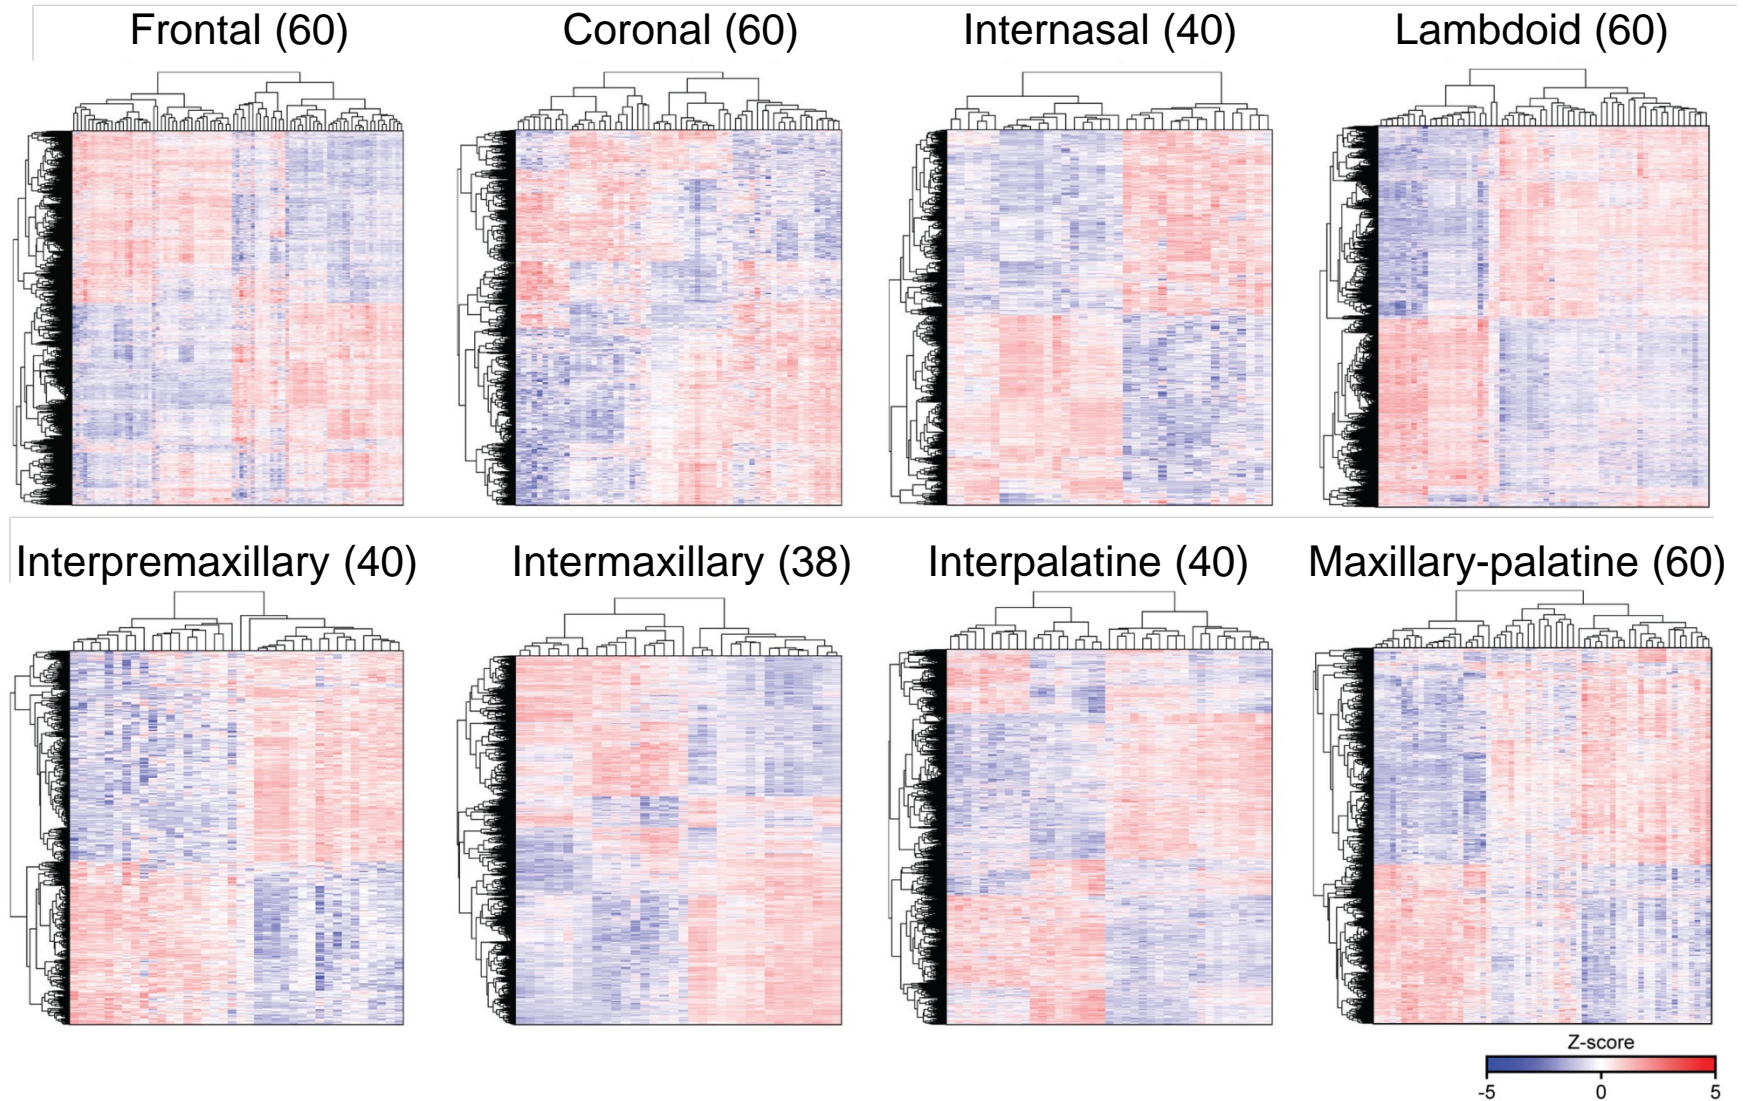 Frontal (60)
Coronal (60)
Internasal (40)
Lambdoid (60)
Interpremaxillary (40)
Intermaxillary (38)
Interpalatine (40)
Maxillary-palatine (60)
Z-score
-5 0 5